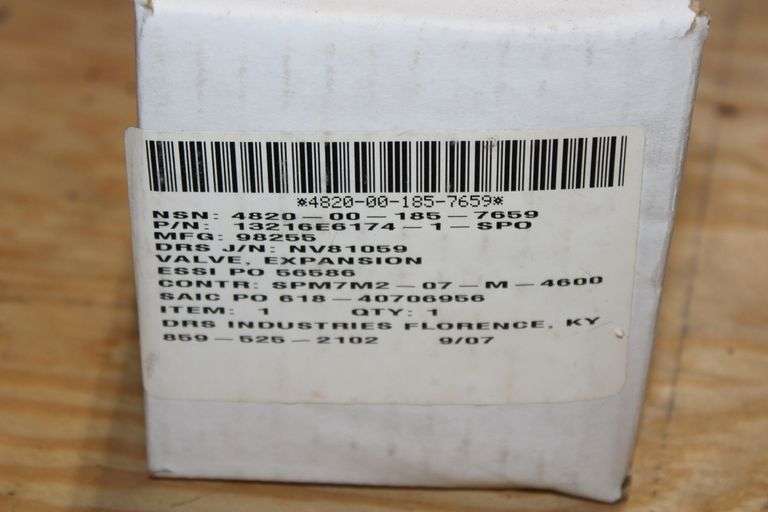 *4820-00-185-7659*
NSN: 4820-00-185-7659
P/N: 13216E6174-1-SPO
MFG: 98255
DRS J/N: NV81059
VALVE, EXPANSION
ESSI PO 56586
CONTR: SPM7M2-07-M-4600
SAIC PO 618-40706956
ITEM: 1 QTY: 1
DRS INDUSTRIES FLORENCE, KY
859-525-2102 9/07